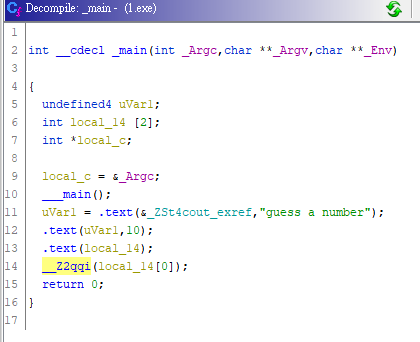 Decompile: _main - (1.exe)
1
2 int __cdecl _main(int _Argc,char **_Argv,char **_Env)
3
4 {
5 undefined4 uVar1;
6 int local_14 [2];
7 int *local_c;
8
9 local_c = &_Argc;
10 ___main();
11 uVar1 = .text(&_ZSt4cout_exref,"guess a number");
12 .text(uVar1,10);
13 .text(local_14);
14 __Z2qqi(local_14[0]);
15 return 0;
16 }
17